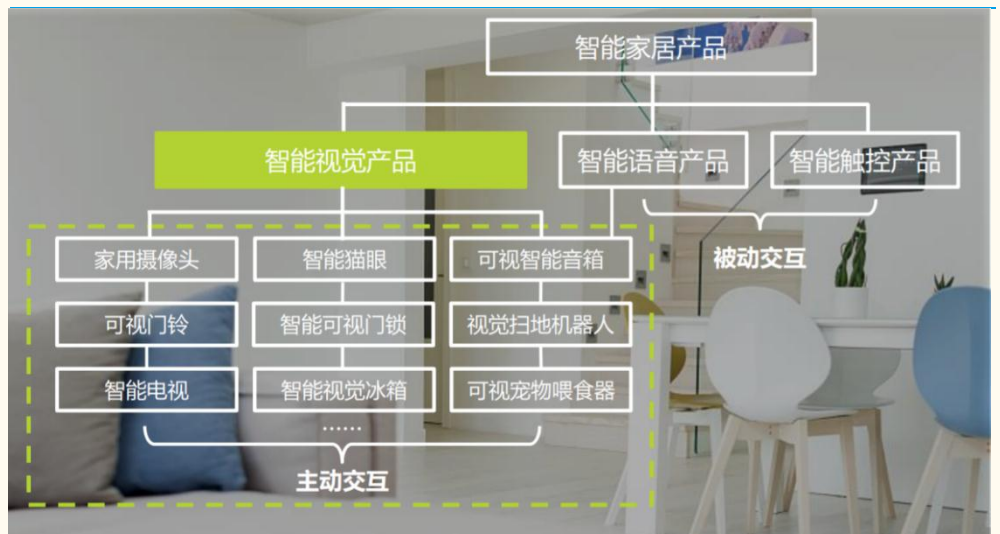 智能家居产品
智能视觉产品
智能语音产品
智能触控产品
家用摄像头
智能猫眼
可视智能音箱
被动交互
可视门铃
智能可视门锁
视觉扫地机器人
智能电视
智能视觉冰箱
可视宠物喂食器
……
主动交互